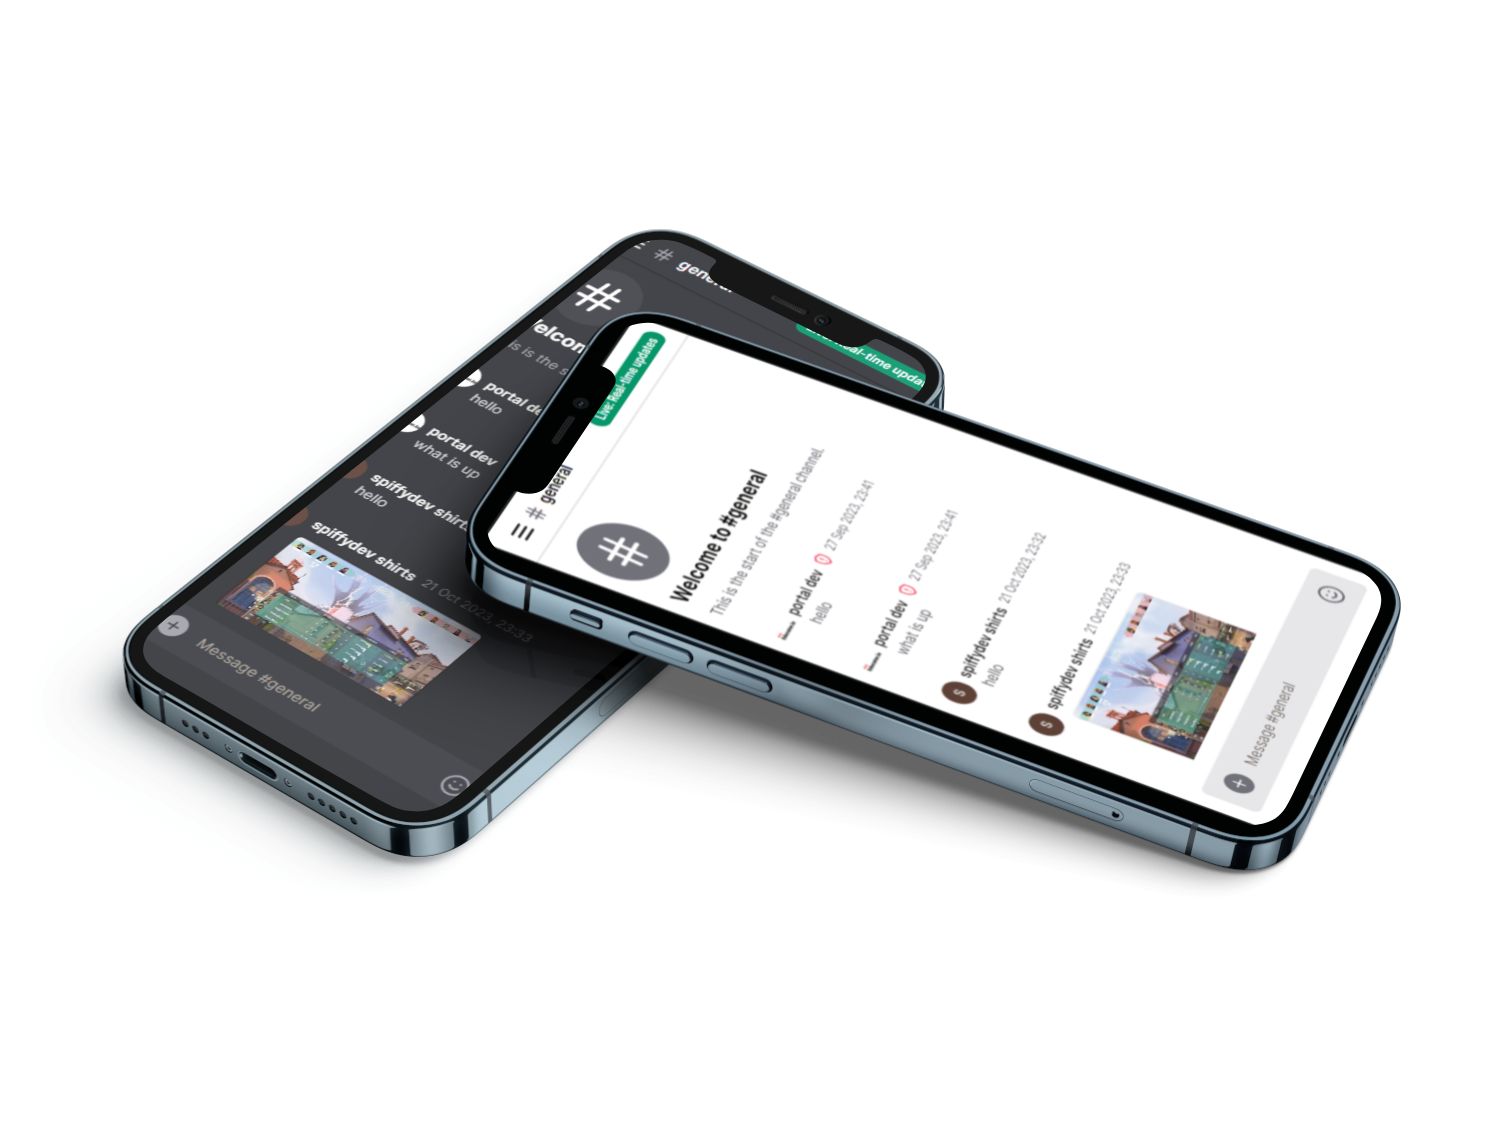 # general
elcon
is is the s
portal de
hello
portal dev
what is up
spiffydev shirts
hello
spiffydev shirts 21 Oct 2023, 23:33
Message #general
Live: Real-time updates
# general
Welcome to #general
This is the start of the #general channel.
portal dev 27 Sep 2023, 23:41
hello
portal dev 27 Sep 2023, 23:41
what is up
S
spiffydev shirts 21 Oct 2023, 23:32
hello
S
spiffydev shirts 21 Oct 2023, 23:33
Message #general